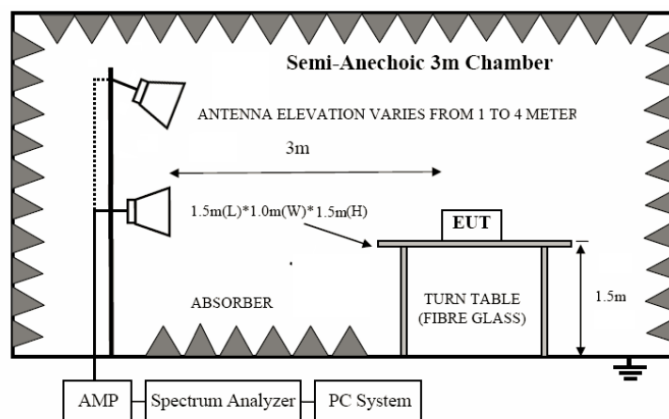 Semi-Anechoic 3m Chamber
ANTENNA ELEVATION VARIES FROM 1 TO 4 METER
3m
1.5m(L)*1.0m(W)*1.5m(H)
EUT
ABSORBER
TURN TABLE
(FIBRE GLASS)
1.5m
AMP
Spectrum Analyzer
PC System